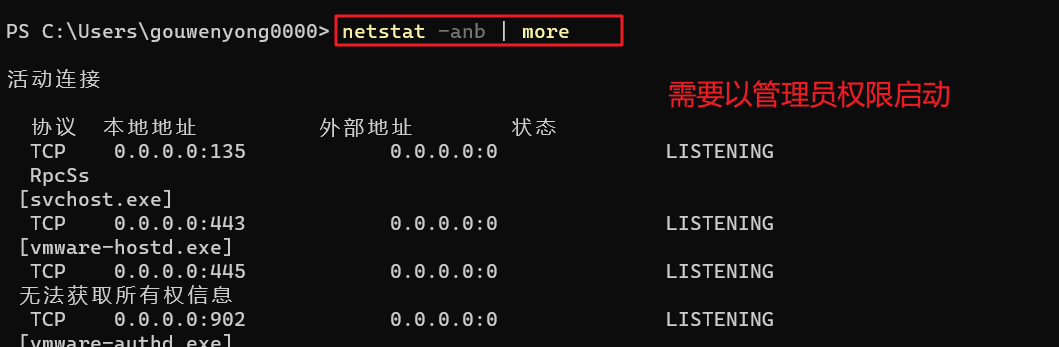 PS C:\Users\gouwenyong0000> netstat -anb | more
活动连接
需要以管理员权限启动
协议 本地地址 外部地址 状态
TCP 0.0.0.0:135 0.0.0.0:0 LISTENING
RpcSs
[svchost.exe]
TCP 0.0.0.0:443 0.0.0.0:0 LISTENING
[vmware-hostd.exe]
TCP 0.0.0.0:445 0.0.0.0:0 LISTENING
无法获取所有权信息
TCP 0.0.0.0:902 0.0.0.0:0 LISTENING
[vmware-authd.exe]